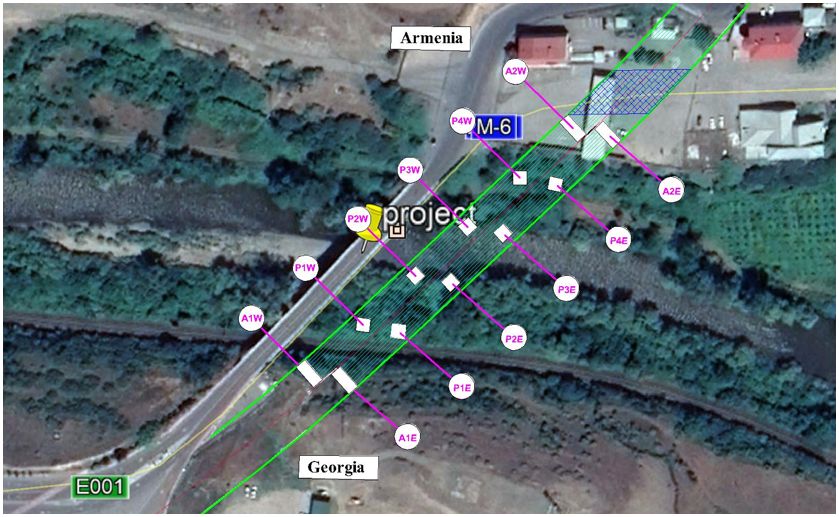 Armenia
A2W
P4W
M-6
P3W
A2E
project
P2W
P4E
P1W
P3E
A1W
P2E
P1E
A1E
Georgia
E001